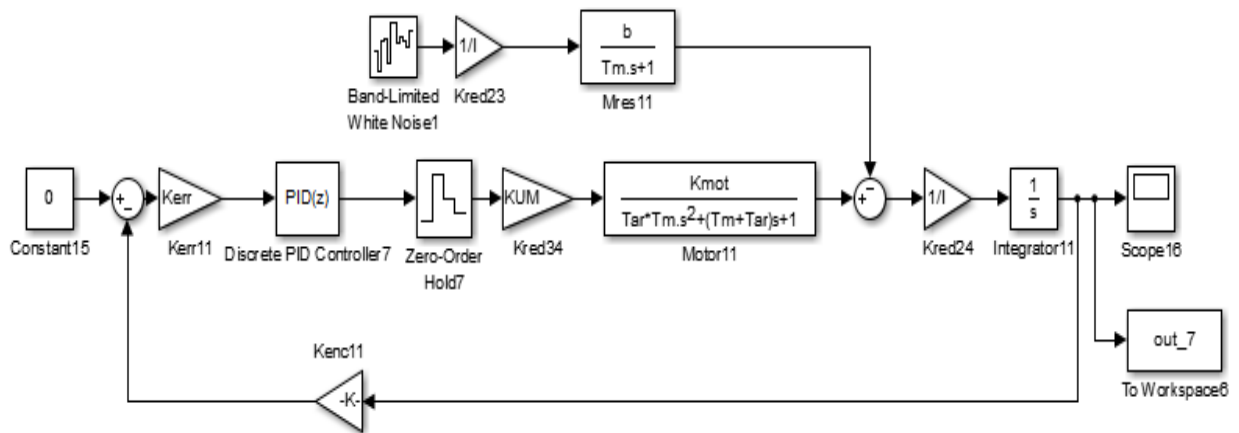 1/I
b
Tm.s+1
Band-Limited
White Noise1
Kred23
Mres11
0
+
−
Kerr
PID(z)
KUM
Kmot
Tar*Tm.s²+(Tm+Tar)s+1
−
+
1/I
1
s
Constant15
Kerr11
Discrete PID Controller7
Zero-Order
Hold7
Kred34
Motor11
Kred24
Integrator11
Scope16
Kenc11
-K-
out_7
To Workspace6